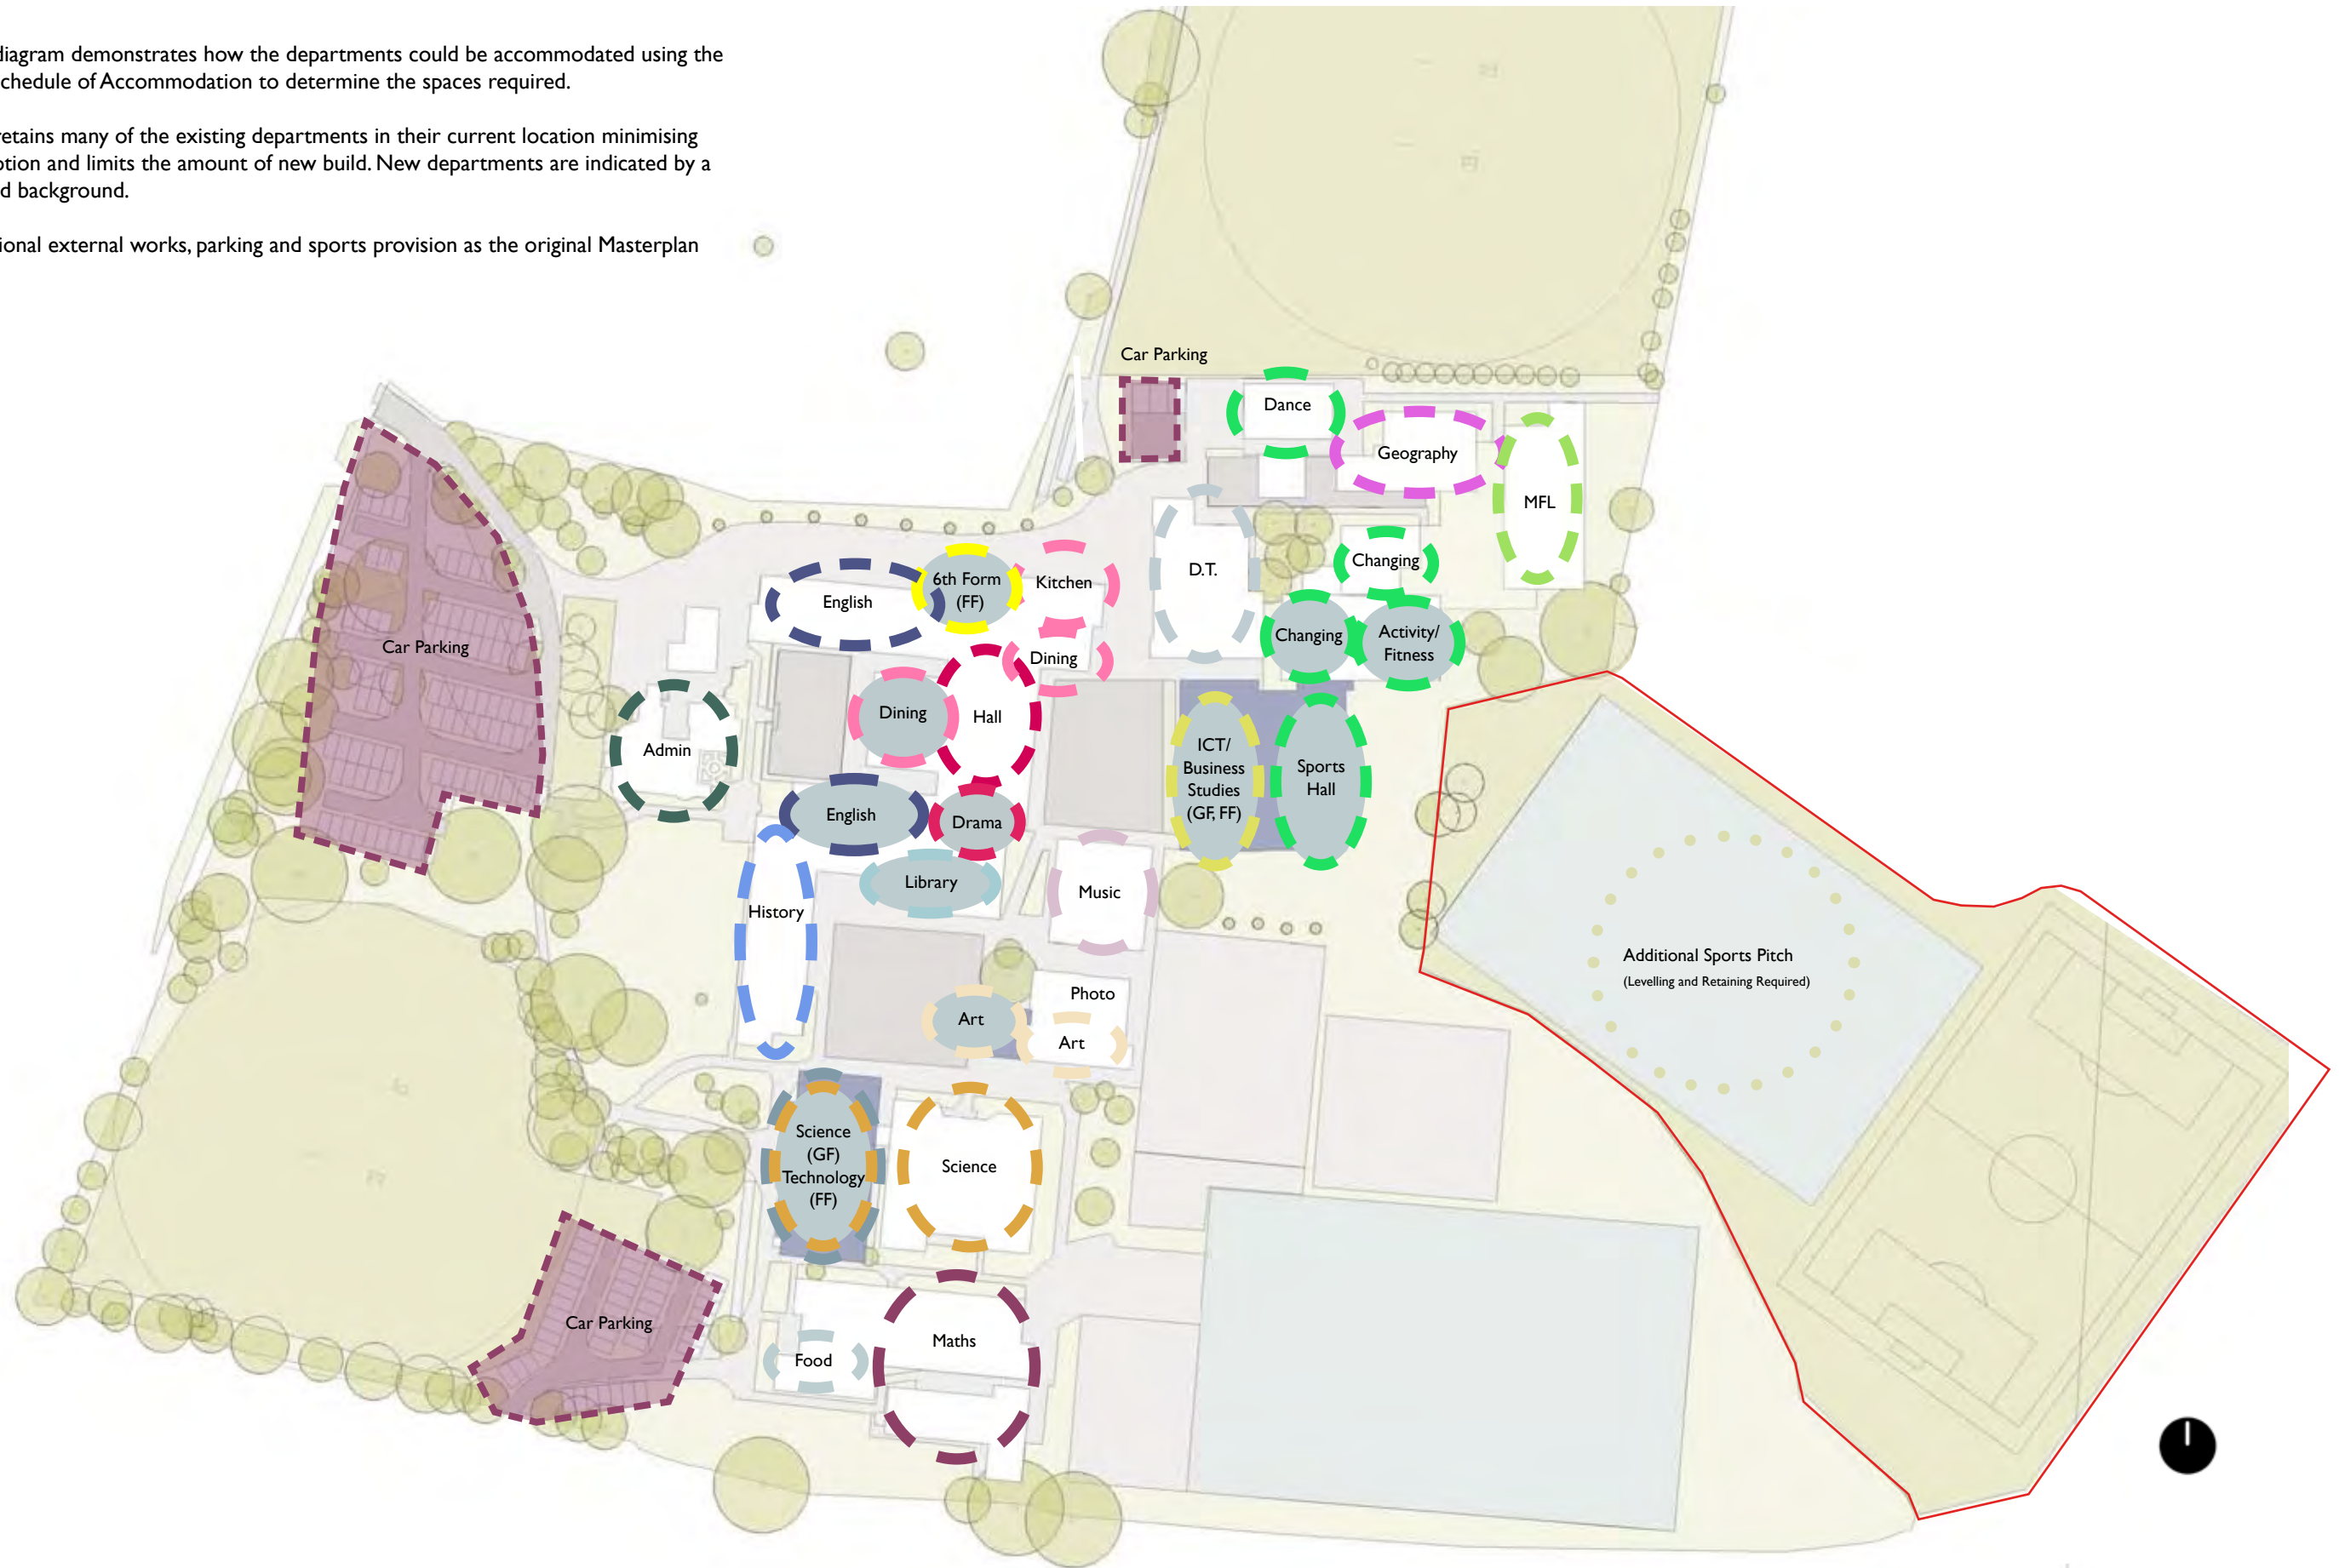 diagram demonstrates how the departments could be accommodated using the
chedule of Accommodation to determine the spaces required.
retains many of the existing departments in their current location minimising
ption and limits the amount of new build. New departments are indicated by a
d background.
ional external works, parking and sports provision as the original Masterplan
Car Parking
Dance
Geography
MFL
D.T.
Changing
6th Form
(FF)
Kitchen
English
Changing
Activity/
Fitness
Car Parking
Dining
Dining
Hall
Admin
ICT/
Business
Studies
(GF, FF)
Sports
Hall
English
Drama
Library
Music
History
Additional Sports Pitch
(Levelling and Retaining Required)
Photo
Art
Art
Science
(GF)
Technology
(FF)
Science
Car Parking
Maths
Food